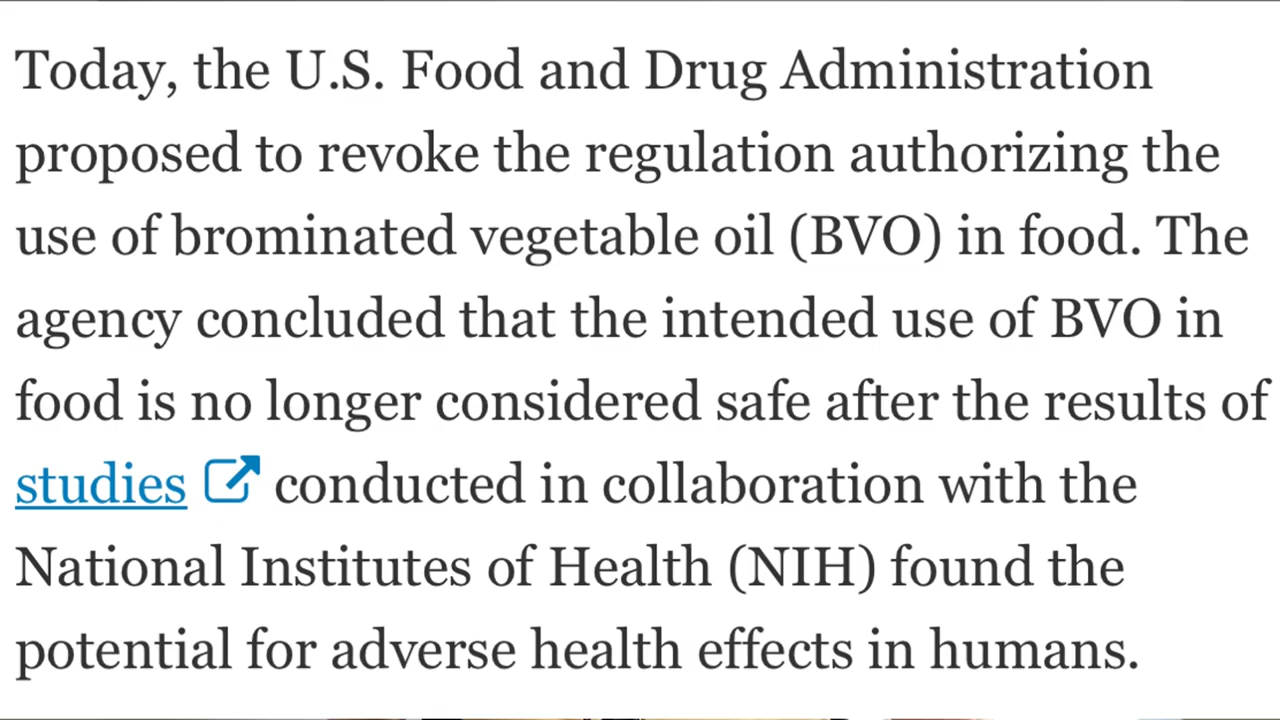 Today, the U.S. Food and Drug Administration
proposed to revoke the regulation authorizing the
use of brominated vegetable oil (BVO) in food. The
agency concluded that the intended use of BVO in
food is no longer considered safe after the results of
studies conducted in collaboration with the
National Institutes of Health (NIH) found the
potential for adverse health effects in humans.